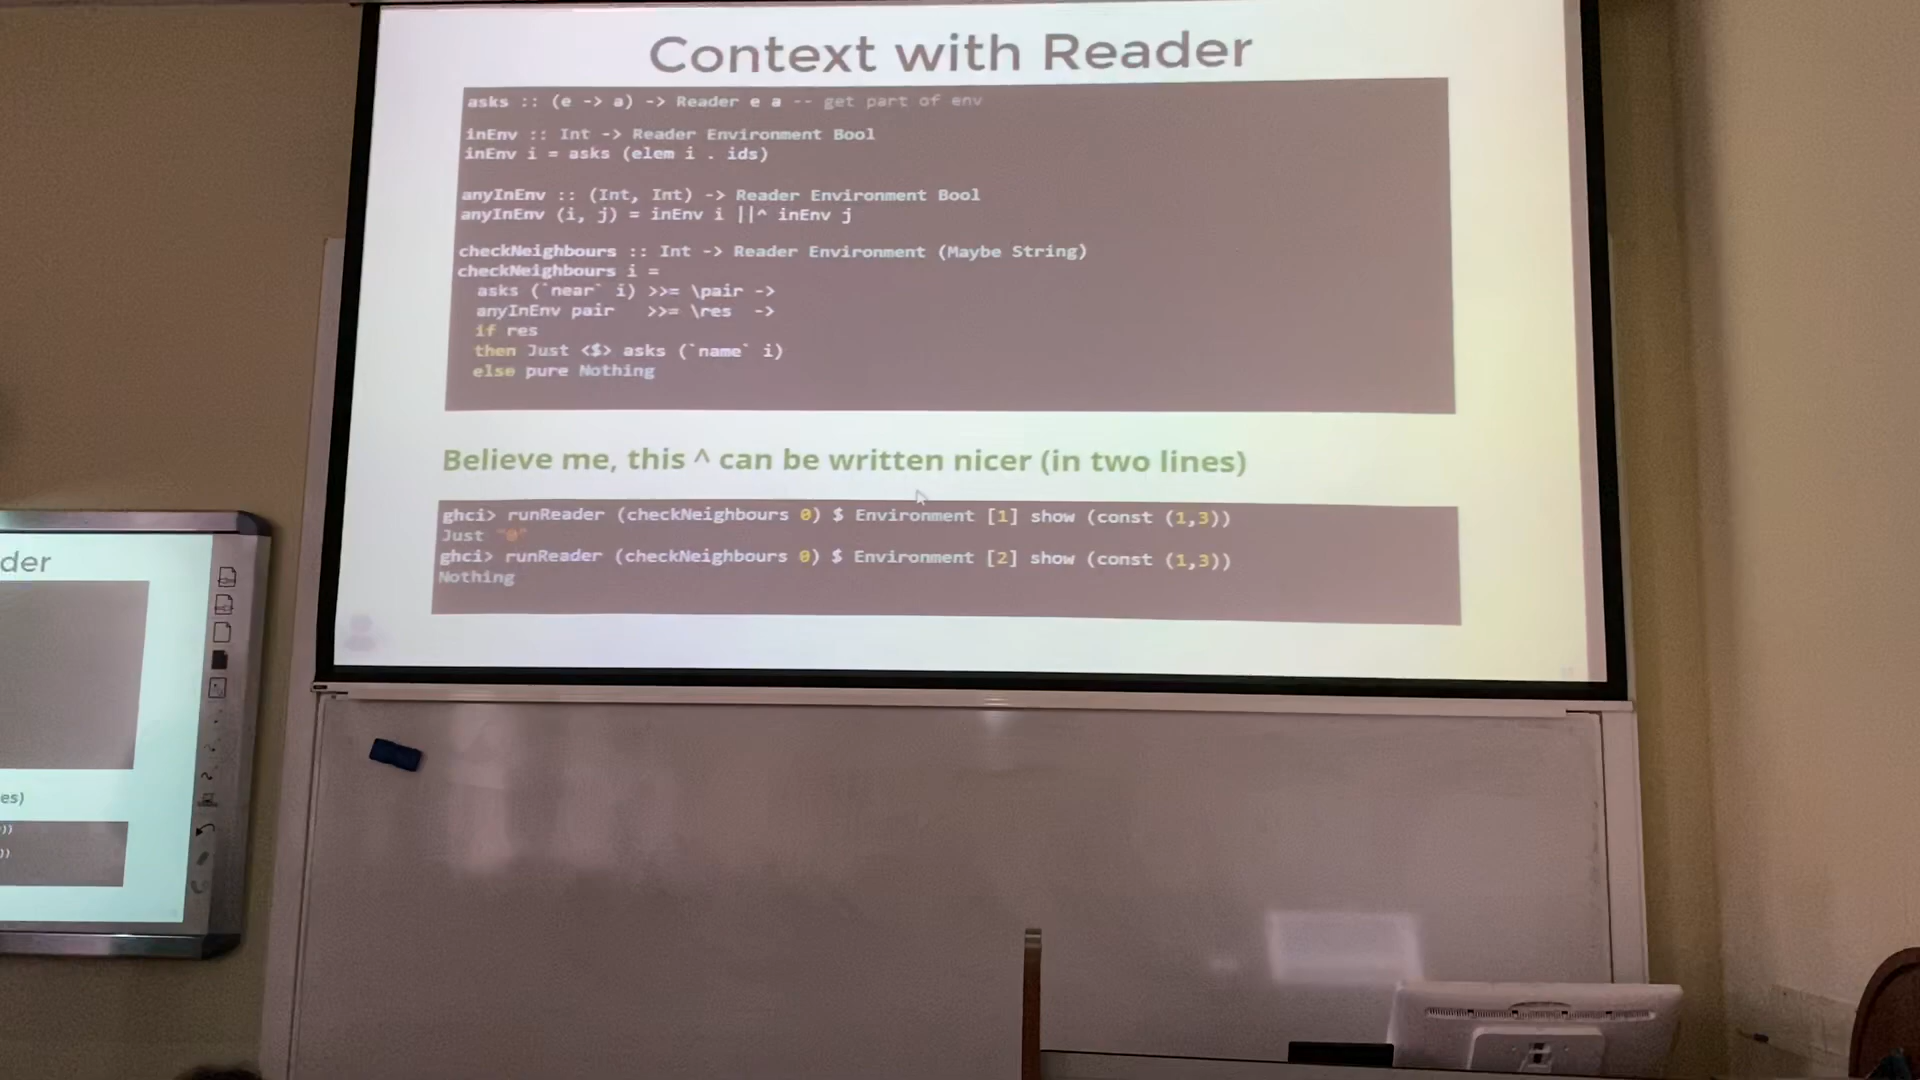 Context with Reader
asks :: (e -> a) -> Reader e a -- get part of env
inEnv :: Int -> Reader Environment Bool
inEnv i = asks (elem i . ids)
anyInEnv :: (Int, Int) -> Reader Environment Bool
anyInEnv (i, j) = inEnv i ||^ inEnv j
checkNeighbours :: Int -> Reader Environment (Maybe String)
checkNeighbours i =
asks (`near` i) >>= \pair ->
anyInEnv pair >>= \res ->
if res
then Just <$> asks (`name` i)
else pure Nothing
Believe me, this ^ can be written nicer (in two lines)
ghci> runReader (checkNeighbours 0) $ Environment [1] show (const (1,3))
Just "0"
ghci> runReader (checkNeighbours 0) $ Environment [2] show (const (1,3))
Nothing
der
es)
))
))